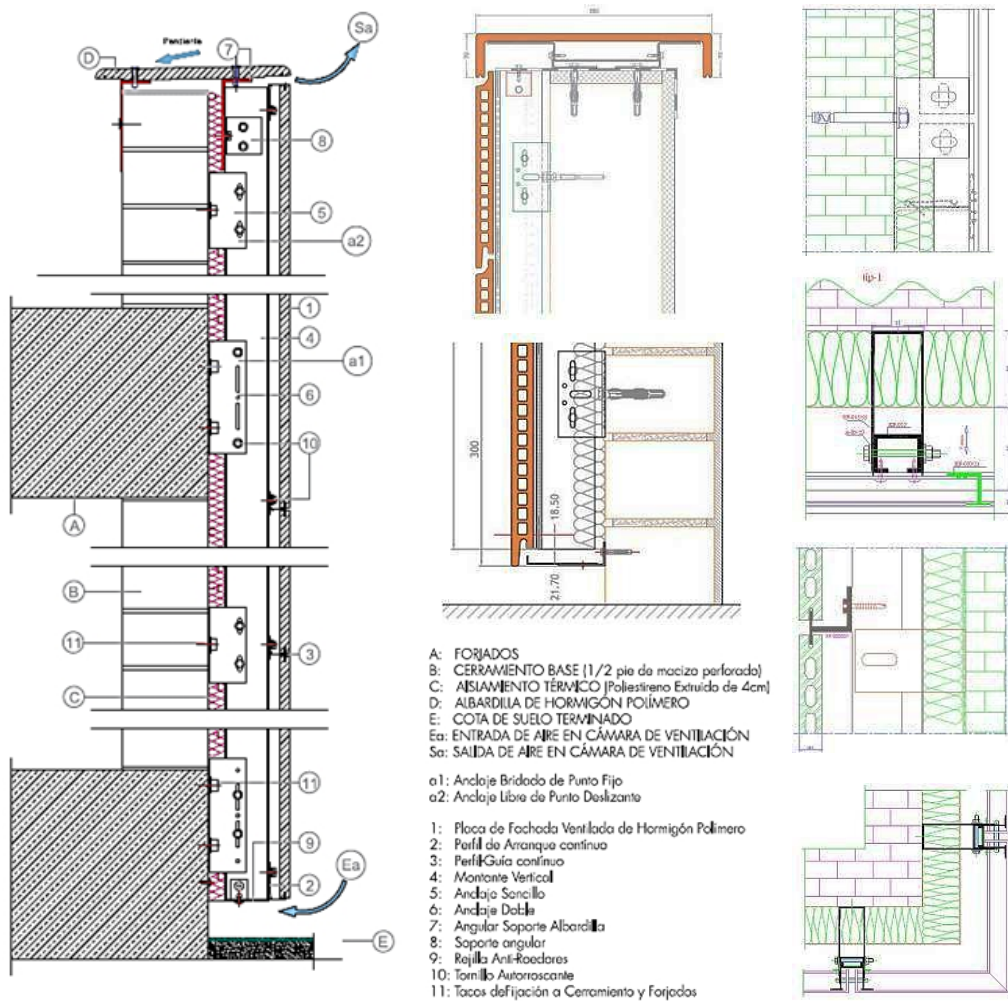 Pendiente
Sa
D
7
8
5
a2
1
4
a1
6
10
A
B
11
3
C
11
9
Ea
2
E
300
18.50
21.70
tip-1
A: FORJADOS
B: CERRAMIENTO BASE (1/2 pie de macizo perforado)
C: AISLAMIENTO TÉRMICO (Poliestireno Extruido de 4cm)
D: ALBARDILLA DE HORMIGÓN POLÍMERO
E: COTA DE SUELO TERMINADO
Ea: ENTRADA DE AIRE EN CÁMARA DE VENTILACIÓN
Sa: SALIDA DE AIRE EN CÁMARA DE VENTILACIÓN
a1: Anclaje Bridado de Punto Fijo
a2: Anclaje Libre de Punto Deslizante
1: Placa de Fachada Ventilada de Hormigón Polímero
2: Perfil de Arranque continuo
3: Perfil-Guía continuo
4: Montante Vertical
5: Anclaje Sencillo
6: Anclaje Doble
7: Angular Soporte Albardilla
8: Soporte angular
9: Rejilla Anti-Roedores
10: Tornillo Autorroscante
11: Tacos deFijación a Cerramiento y Forjados